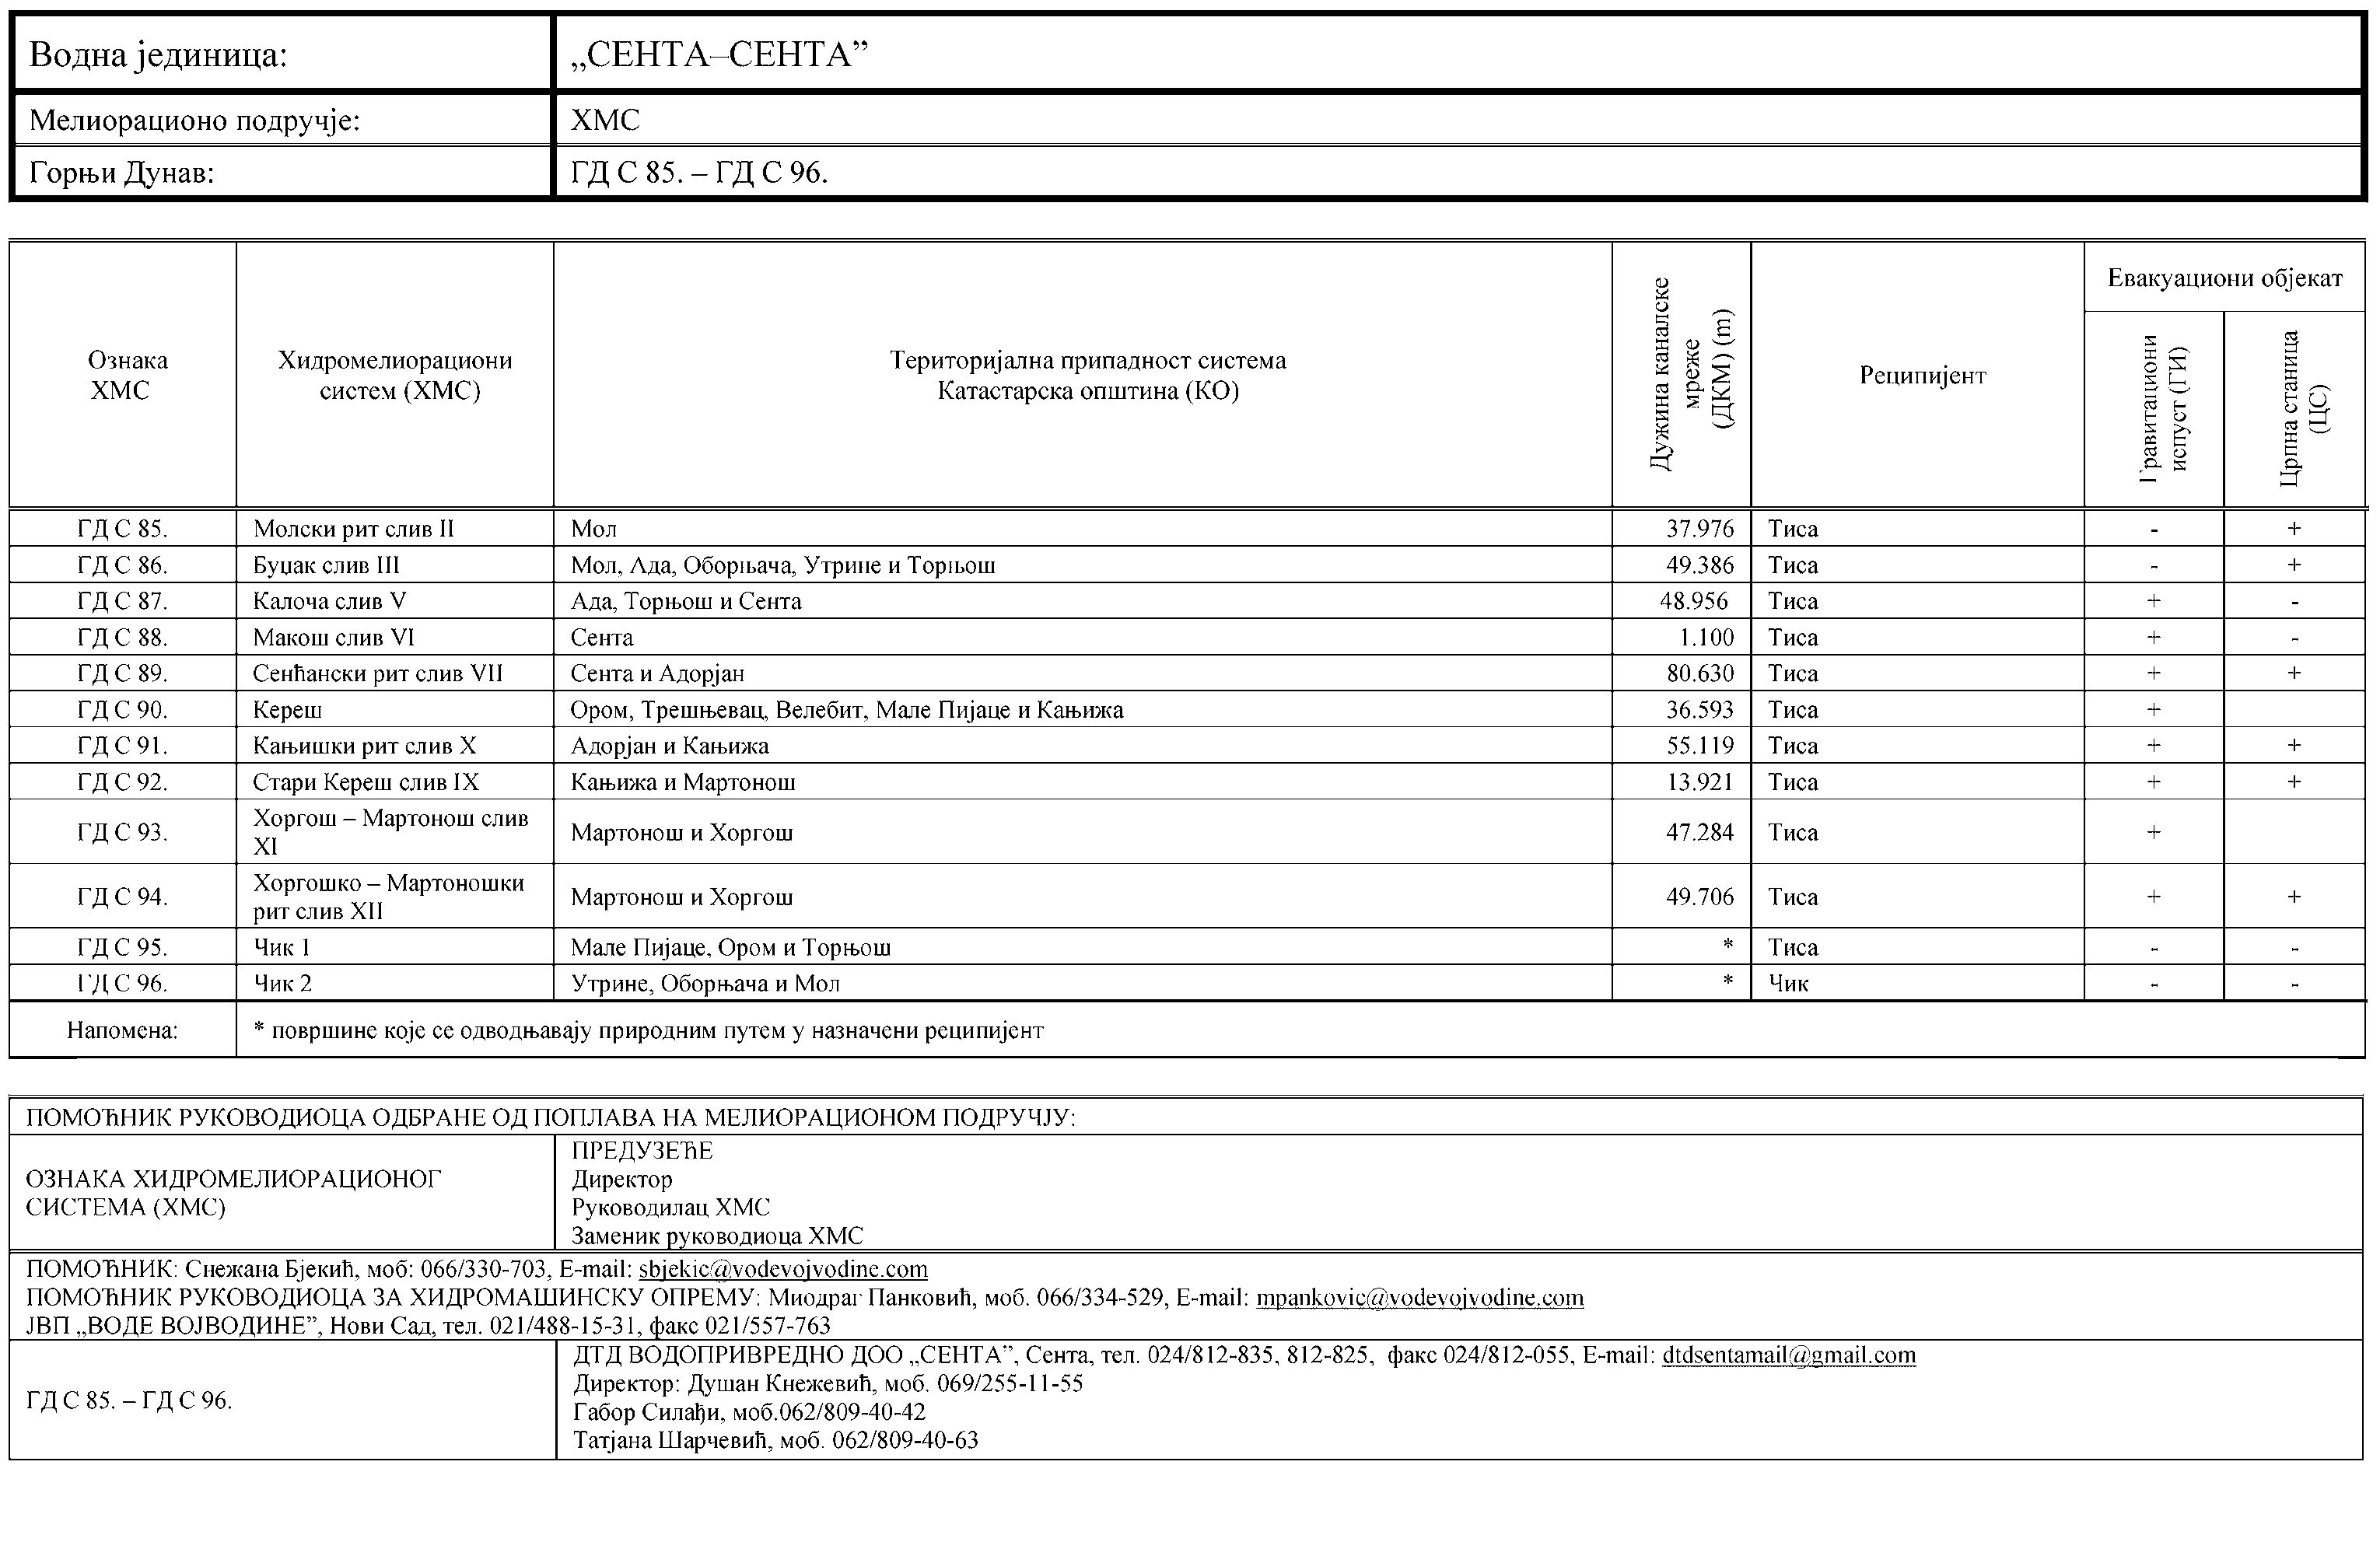 Водна јединица: „СЕНТА–СЕНТА”
Мелиорационо подручје: ХМС
Горњи Дунав: ГД С 85. – ГД С 96.
Ознака
ХМС
Хидромелиорациони
систем (ХМС)
Територијална припадност система
Катастарска општина (КО)
Дужина каналске
мреже
(ДКМ) (m)
Реципијент
Евакуациони објекат
Гравитациони
испуст (ГИ)
Црпна станица
(ЦС)
ГД С 85. Молски рит слив II Мол 37.976 Тиса - +
ГД С 86. Буџак слив III Мол, Ада, Оборњача, Утрине и Торњош 49.386 Тиса - +
ГД С 87. Калоча слив V Ада, Торњош и Сента 48.956 Тиса + -
ГД С 88. Макош слив VI Сента 1.100 Тиса + -
ГД С 89. Сенћански рит слив VII Сента и Адорјан 80.630 Тиса + +
ГД С 90. Кереш Ором, Трешњевац, Велебит, Мале Пијаце и Кањижа 36.593 Тиса +
ГД С 91. Кањишки рит слив X Адорјан и Кањижа 55.119 Тиса + +
ГД С 92. Стари Кереш слив IX Кањижа и Мартонош 13.921 Тиса + +
ГД С 93. Хоргош – Мартонош слив
XI Мартонош и Хоргош 47.284 Тиса +
ГД С 94. Хоргошко – Мартоношки
рит слив XII Мартонош и Хоргош 49.706 Тиса + +
ГД С 95. Чик 1 Мале Пијаце, Ором и Торњош * Тиса - -
ГД С 96. Чик 2 Утрине, Оборњача и Мол * Чик - -
Напомена: * површине које се одводњавају природним путем у назначени реципијент
ПОМОЋНИК РУКОВОДИОЦА ОДБРАНЕ ОД ПОПЛАВА НА МЕЛИОРАЦИОНОМ ПОДРУЧЈУ:
ОЗНАКА ХИДРОМЕЛИОРАЦИОНОГ
СИСТЕМА (ХМС)
ПРЕДУЗЕЋЕ
Директор
Руководилац ХМС
Заменик руководиоца ХМС
ПОМОЋНИК: Снежана Бјекић, моб: 066/330-703, E-mail: sbjekic@vodevojvodine.com
ПОМОЋНИК РУКОВОДИОЦА ЗА ХИДРОМАШИНСКУ ОПРЕМУ: Миодраг Панковић, моб. 066/334-529, E-mail: mpankovic@vodevojvodine.com
ЈВП „ВОДЕ ВОЈВОДИНЕ”, Нови Сад, тел. 021/488-15-31, факс 021/557-763
ГД С 85. – ГД С 96.
ДТД ВОДОПРИВРЕДНО ДОО „СЕНТА”, Сента, тел. 024/812-835, 812-825, факс 024/812-055, E-mail: dtdsentamail@gmail.com
Директор: Душан Кнежевић, моб. 069/255-11-55
Габор Силађи, моб.062/809-40-42
Татјана Шарчевић, моб. 062/809-40-63